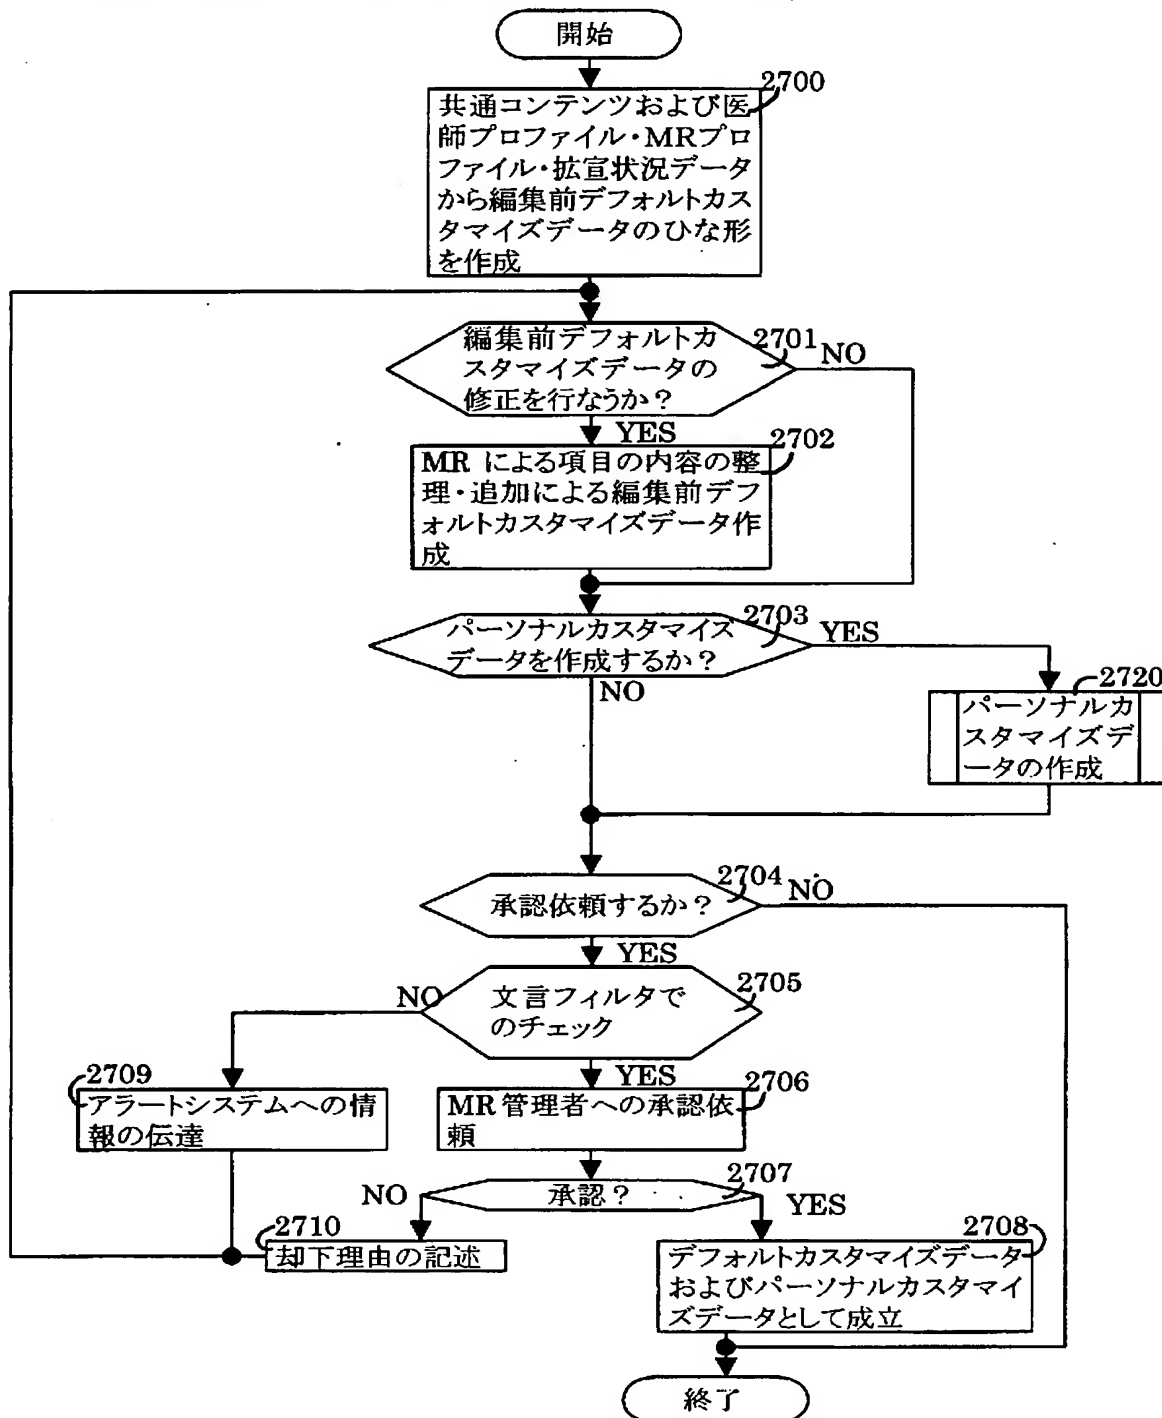 開始
2700
共通コンテンツおよび医
師プロファイル・MRプロ
ファイル・拡宣状況データ
から編集前デフォルトカス
タマイズデータのひな形
を作成
編集前デフォルトカ
スタマイズデータの
修正を行なうか?
2701
NO
YES
2702
MRによる項目の内容の整
理・追加による編集前デフ
ォルトカスタマイズデータ作
成
2703
パーソナルカスタマイズ
データを作成するか?
YES
NO
2720
パーソナルカ
スタマイズデ
ータの作成
2704
承認依頼するか?
NO
YES
2705
文言フィルタで
のチェック
NO
YES
2709
アラートシステムへの情
報の伝達
2706
MR管理者への承認依
頼
2707
承認?
NO
YES
2710
却下理由の記述
2708
デフォルトカスタマイズデータ
およびパーソナルカスタマイ
ズデータとして成立
終了